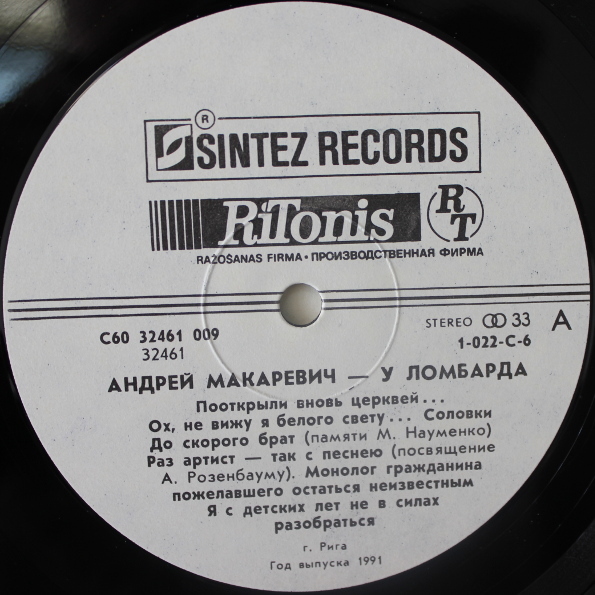 ®
SINTEZ RECORDS
RiTonis RT
RAŽOŠANAS FIRMA • ПРОИЗВОДСТВЕННАЯ ФИРМА
С60 32461 009
32461
STEREO 33 A
1-022-C-6
АНДРЕЙ МАКАРЕВИЧ — У ЛОМБАРДА
Пооткрыли вновь церквей...
Ох, не вижу я белого свету... Соловки
До скорого брат (памяти М. Науменко)
Раз артист — так с песнею (посвящение
А. Розенбауму). Монолог гражданина
пожелавшего остаться неизвестным
Я с детских лет не в силах
разобраться
г. Рига
Год выпуска 1991